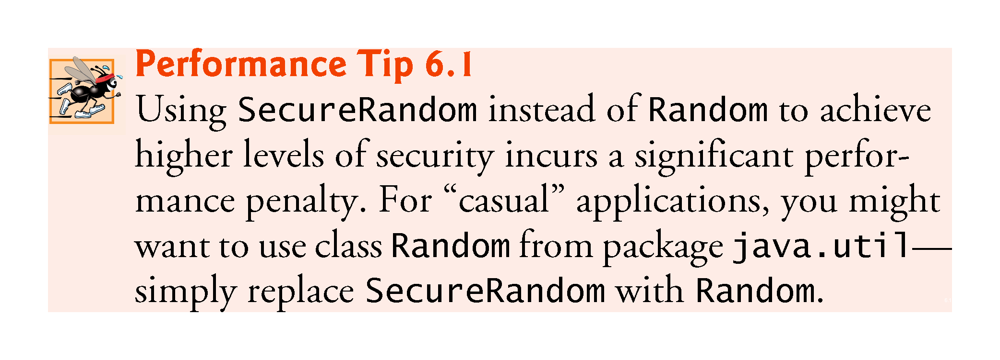 Performance Tip 6.1
Using SecureRandom instead of Random to achieve
higher levels of security incurs a significant perfor-
mance penalty. For “casual” applications, you might
want to use class Random from package java.util—
simply replace SecureRandom with Random.